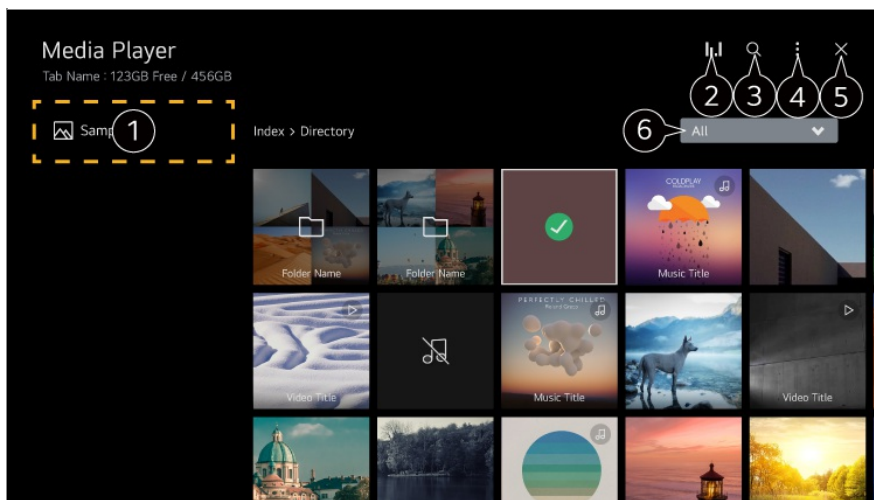 Media Player
Tab Name : 123GB Free / 456GB
2
3
4
5
1
Index > Directory
6
All
COLDPLAY
Folder Name
Folder Name
Music Title
PERFECTLY CHILLED
Video Title
Music Title
Video Title